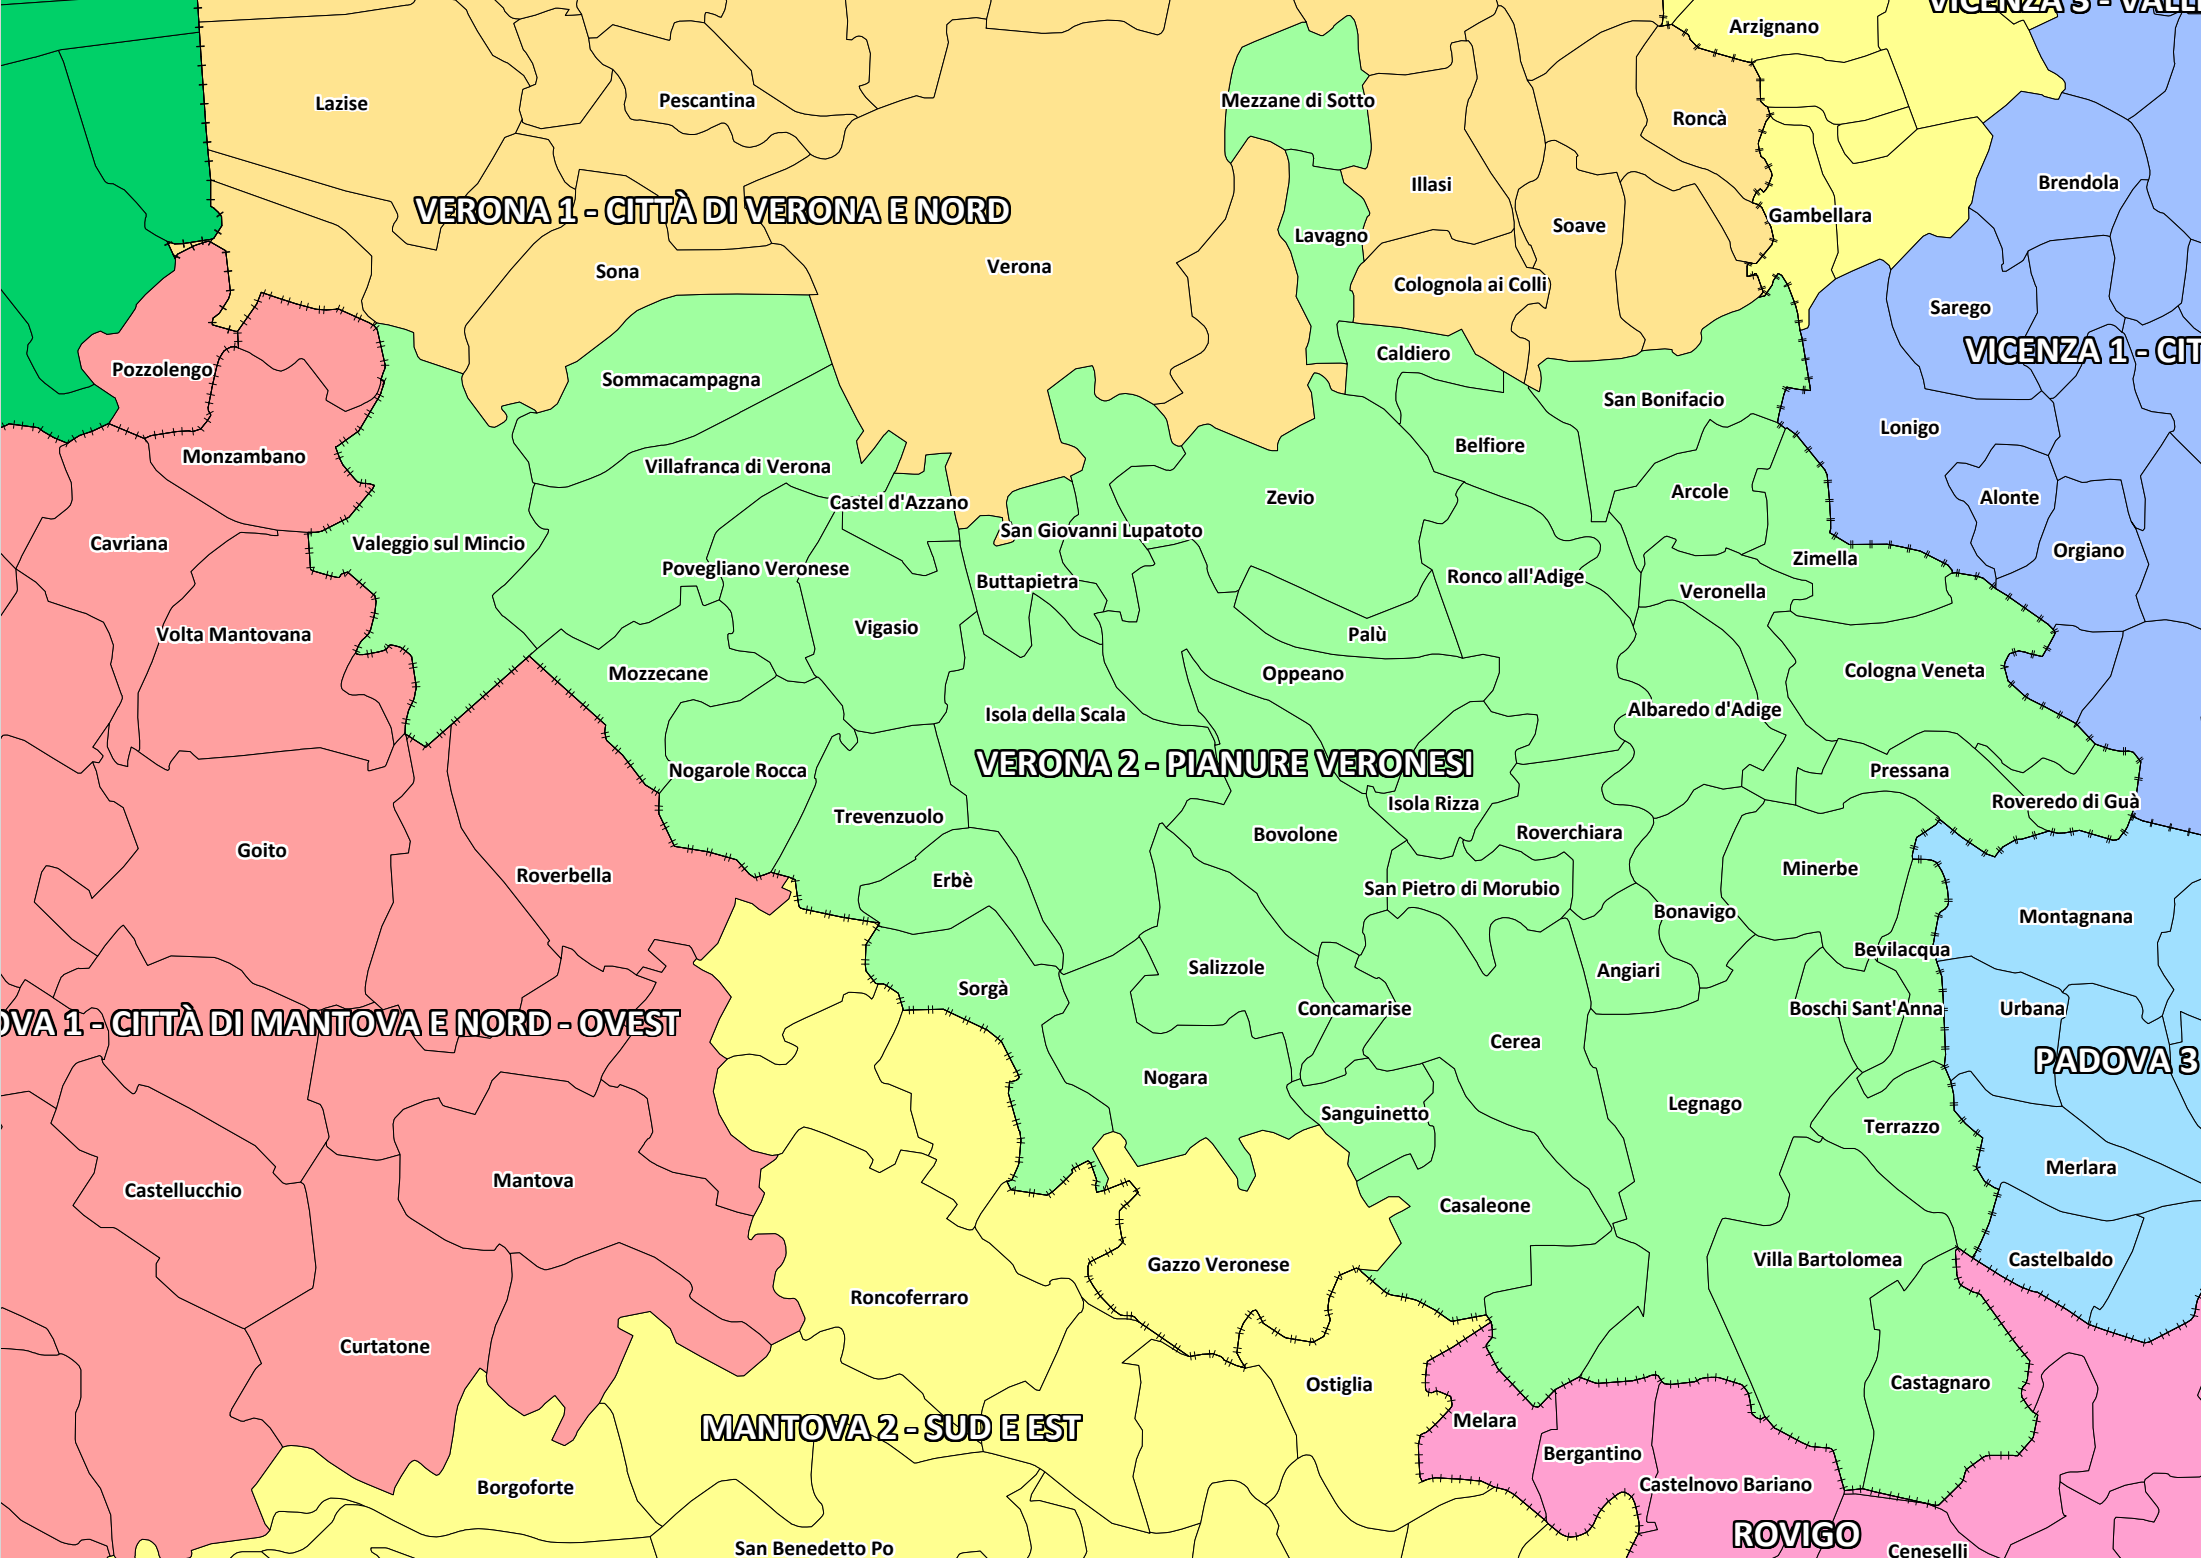 VICENZA 3 - VALLI
Arzignano
Lazise
Pescantina
Mezzane di Sotto
Roncà
Illasi
Brendola
VERONA 1 - CITTÀ DI VERONA E NORD
Gambellara
Soave
Lavagno
Sona
Verona
Colognola ai Colli
Sarego
Pozzolengo
Caldiero
VICENZA 1 - CIT
Sommacampagna
San Bonifacio
Lonigo
Monzambano
Villafranca di Verona
Belfiore
Castel d'Azzano
Zevio
Arcole
Alonte
Cavriana
Valeggio sul Mincio
San Giovanni Lupatoto
Orgiano
Zimella
Povegliano Veronese
Buttapietra
Ronco all'Adige
Veronella
Volta Mantovana
Vigasio
Palù
Mozzecane
Oppeano
Cologna Veneta
Isola della Scala
Albaredo d'Adige
VERONA 2 - PIANURE VERONESI
Nogarole Rocca
Pressana
Isola Rizza
Roveredo di Guà
Trevenzuolo
Bovolone
Roverchiara
Goito
Roverbella
Erbè
San Pietro di Morubio
Minerbe
Bonavigo
Montagnana
Bevilacqua
Salizzole
Angiari
Sorgà
Concamarise
Boschi Sant'Anna
Urbana
OVA 1 - CITTÀ DI MANTOVA E NORD - OVEST
Cerea
PADOVA 3
Nogara
Sanguinetto
Legnago
Terrazzo
Merlara
Mantova
Castellucchio
Casaleone
Gazzo Veronese
Villa Bartolomea
Castelbaldo
Roncoferraro
Curtatone
Ostiglia
Castagnaro
MANTOVA 2 - SUD E EST
Melara
Bergantino
Borgoforte
Castelnovo Bariano
ROVIGO
San Benedetto Po
Ceneselli